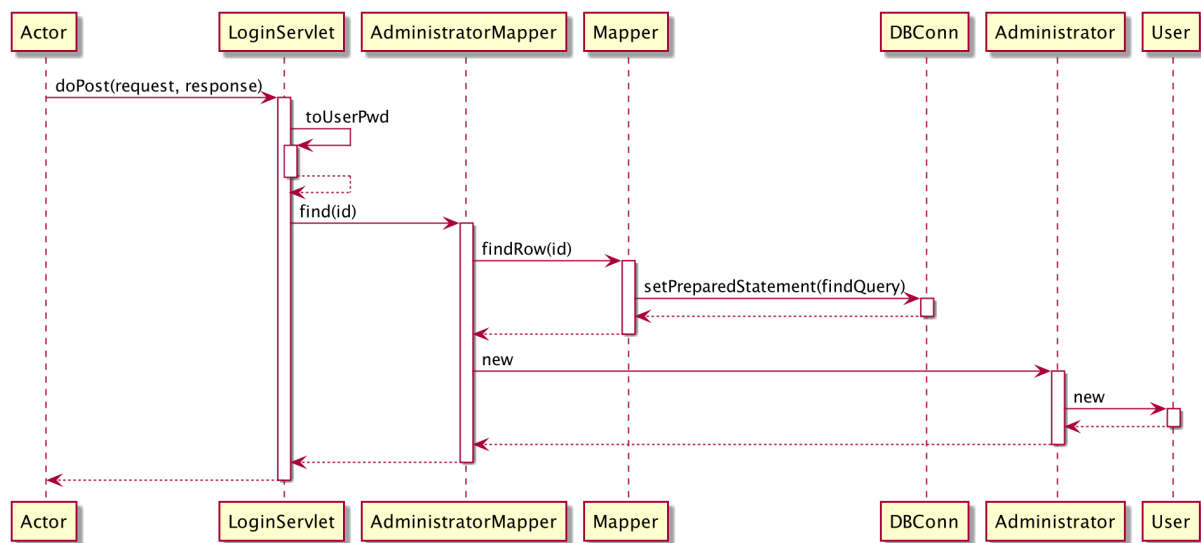 Actor LoginServlet AdministratorMapper Mapper DBConn Administrator User
doPost(request, response)
toUserPwd
find(id)
findRow(id)
setPreparedStatement(findQuery)
new
new
Actor LoginServlet AdministratorMapper Mapper DBConn Administrator User